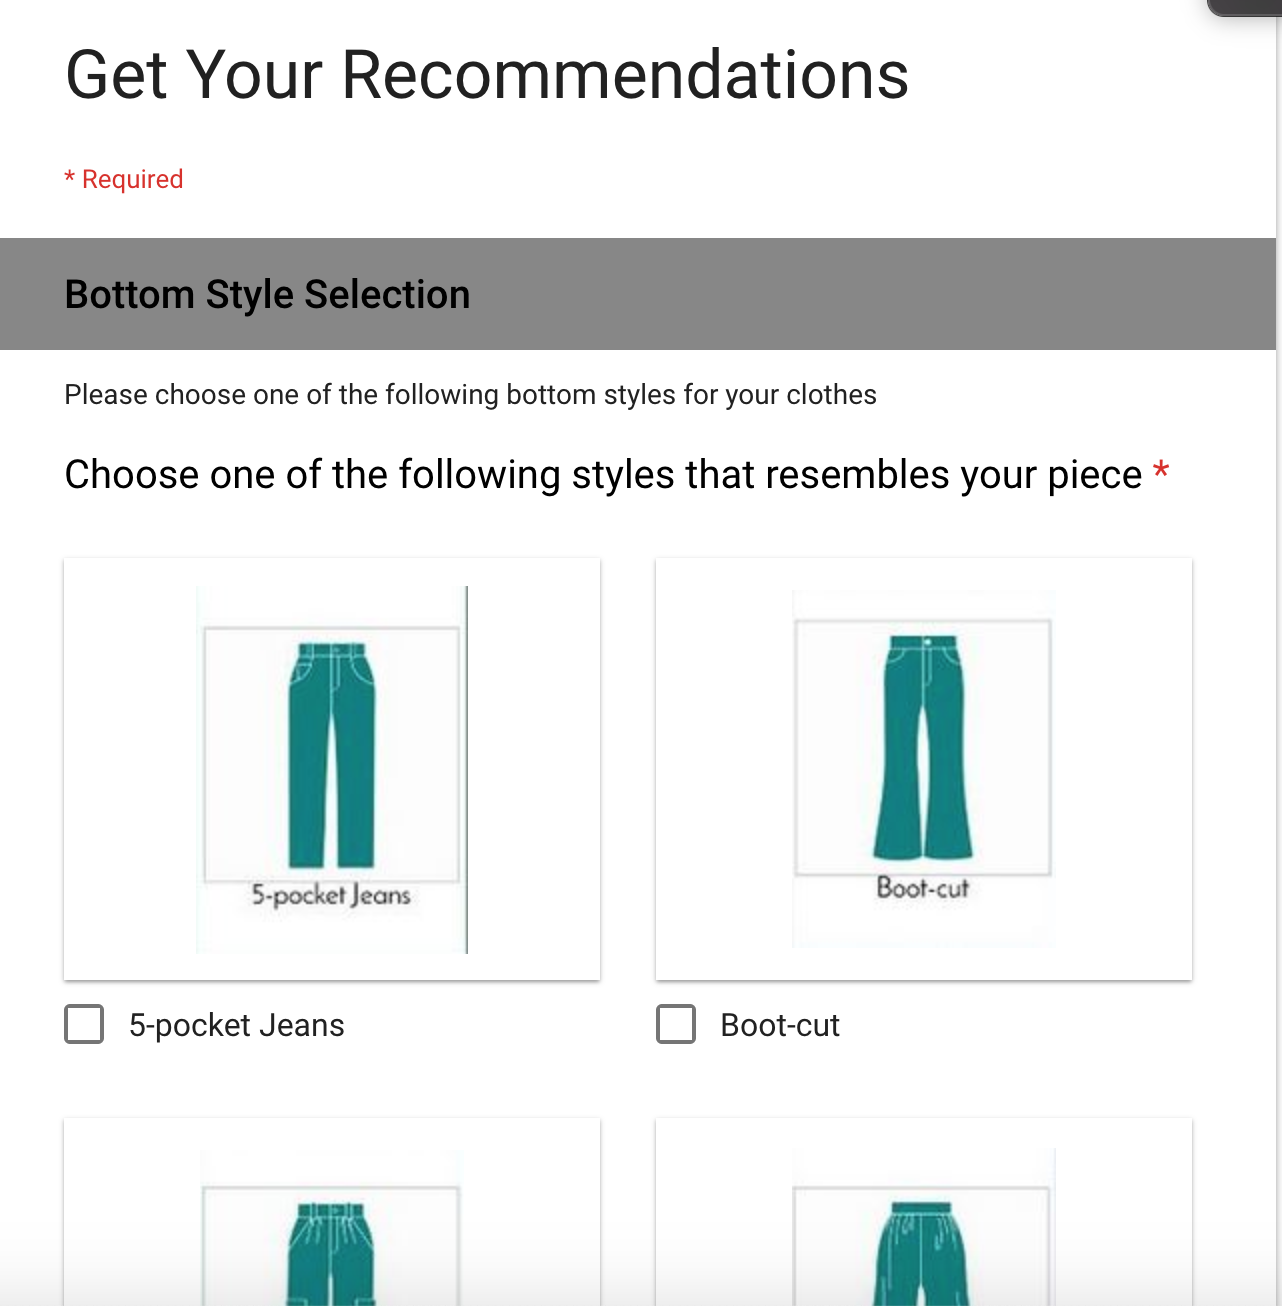 Get Your Recommendations
* Required
Bottom Style Selection
Please choose one of the following bottom styles for your clothes
Choose one of the following styles that resembles your piece *
5-pocket Jeans
Boot-cut
5-pocket Jeans
Boot-cut